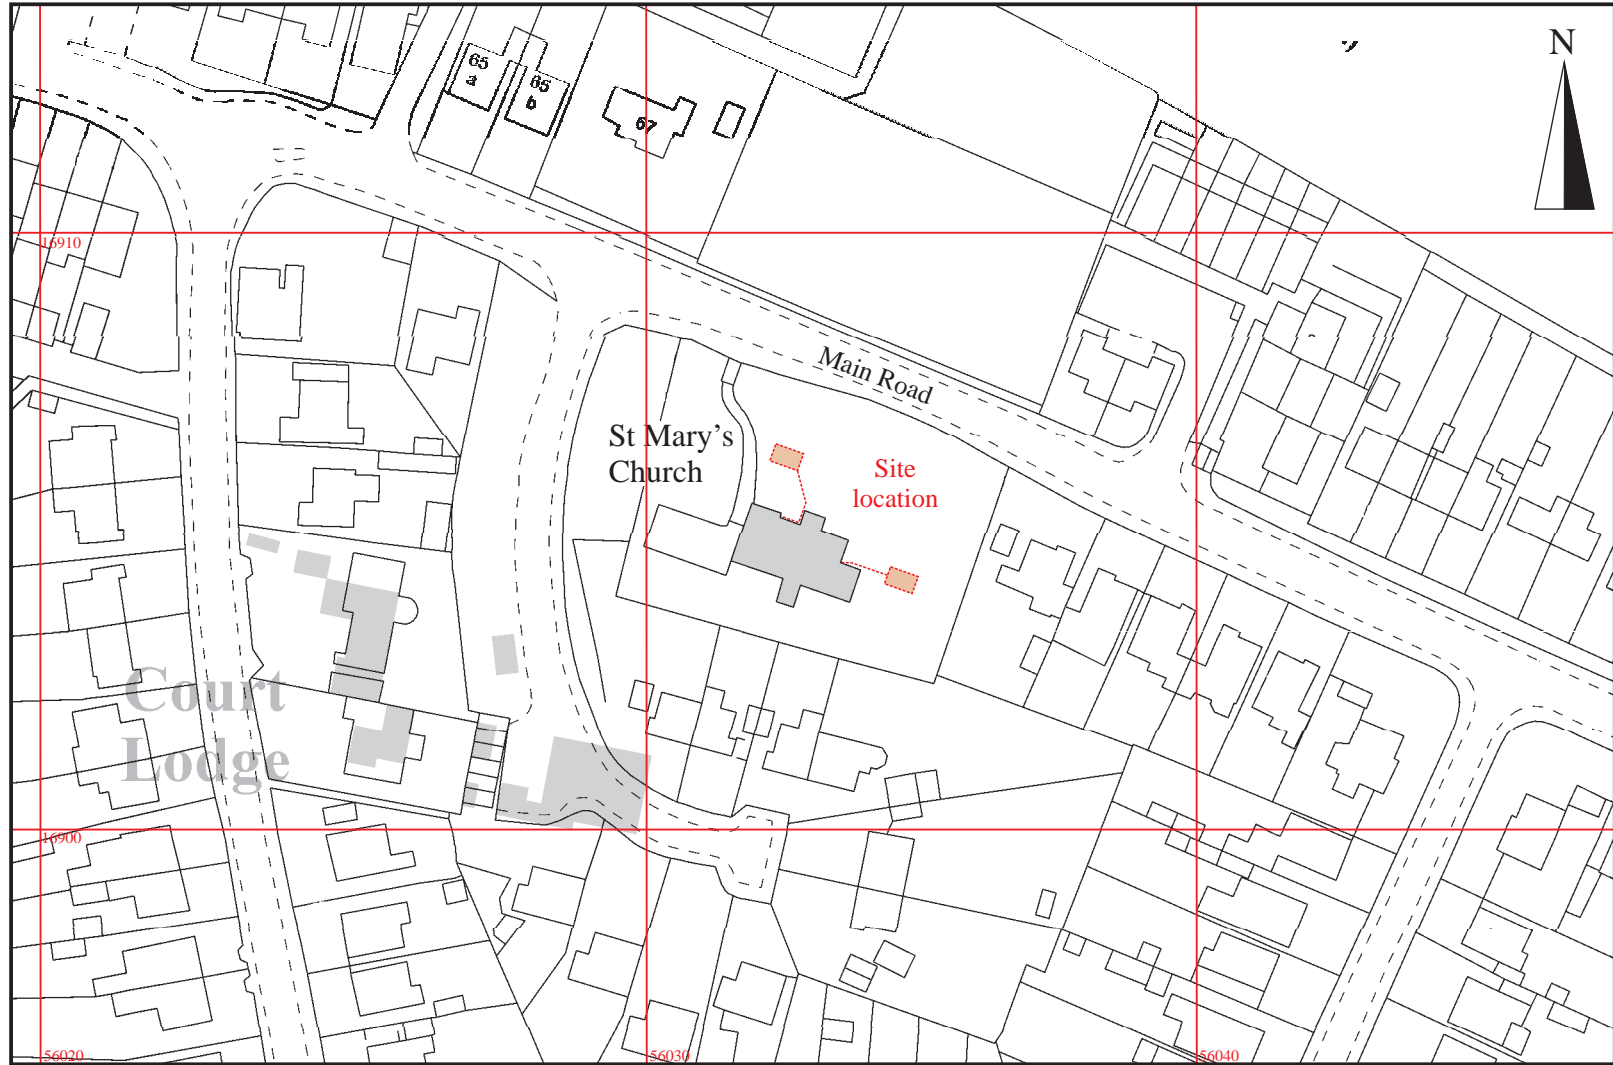 65
a
65
b
67
N
16910
Main Road
St Mary's
Church
Site
location
Court
Lodge
16900
56020
56030
56040